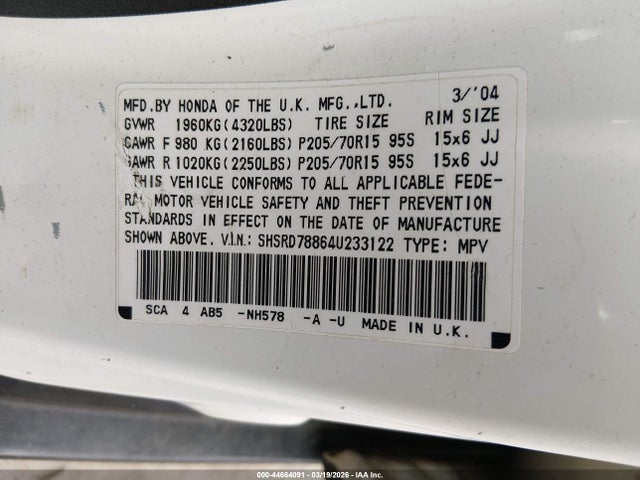 MFD.BY HONDA OF THE U.K. MFG.,LTD. 3/'04
GVWR 1960KG(4320LBS) TIRE SIZE RIM SIZE
GAWR F 980 KG(2160LBS) P205/70R15 95S 15x6 JJ
GAWR R 1020KG(2250LBS) P205/70R15 95S 15x6 JJ
THIS VEHICLE CONFORMS TO ALL APPLICABLE FEDE-
RAL MOTOR VEHICLE SAFETY AND THEFT PREVENTION
STANDARDS IN EFFECT ON THE DATE OF MANUFACTURE
SHOWN ABOVE. V.I.N.: SHSRD78864U233122 TYPE: MPV
SCA 4 AB5 -NH578 -A -U MADE IN U.K.
000-44664091 - 03/19/2026 - IAA Inc.